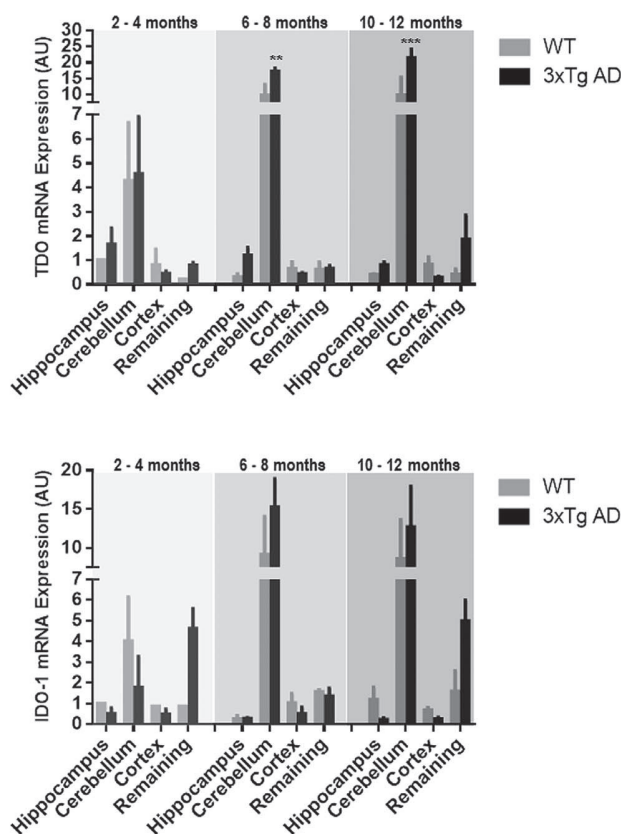 2 - 4 months 6 - 8 months 10 - 12 months
TDO mRNA Expression (AU)
30
25
20
15
10
7
6
5
4
3
2
1
0
** ***
WT
3xTg AD
Hippocampus Cerebellum Cortex Remaining Hippocampus Cerebellum Cortex Remaining Hippocampus Cerebellum Cortex Remaining
2 - 4 months 6 - 8 months 10 - 12 months
IDO-1 mRNA Expression (AU)
20
15
10
7
6
5
4
3
2
1
0
WT
3xTg AD
Hippocampus Cerebellum Cortex Remaining Hippocampus Cerebellum Cortex Remaining Hippocampus Cerebellum Cortex Remaining